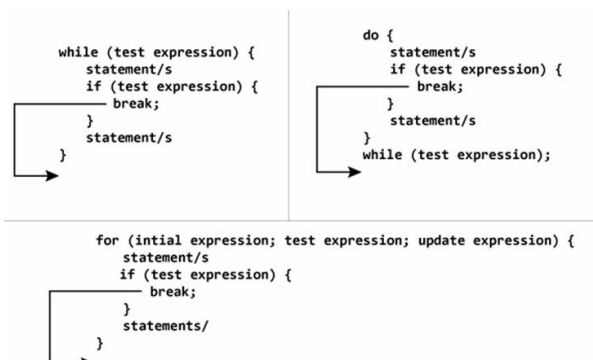 while (test expression) {
statement/s
if (test expression) {
break;
}
statement/s
}
do {
statement/s
if (test expression) {
break;
}
statement/s
}
while (test expression);
for (intial expression; test expression; update expression) {
statement/s
if (test expression) {
break;
}
statements/
}